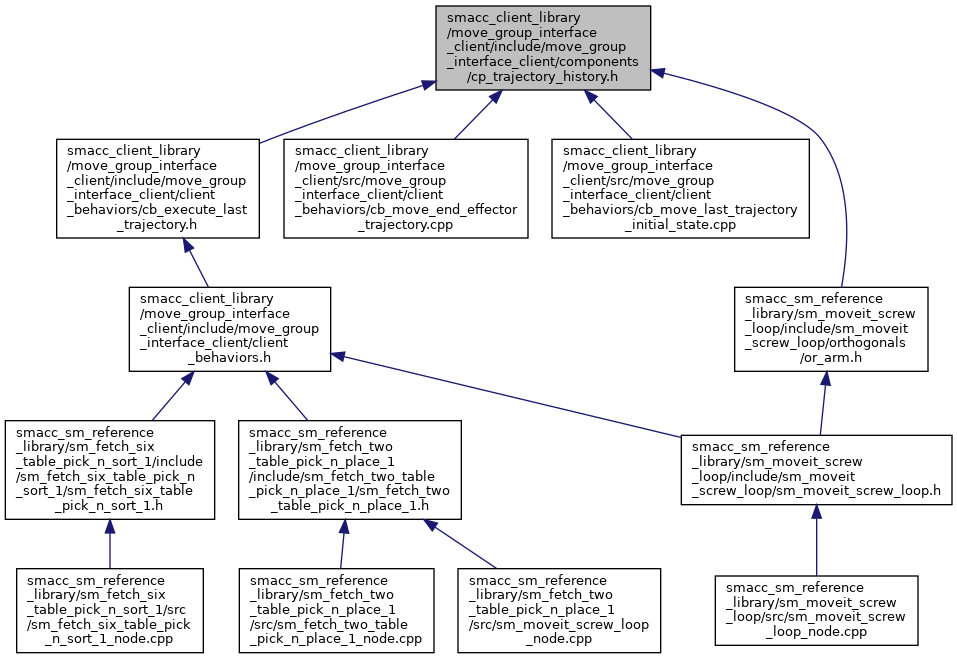 smacc_client_library
/move_group_interface
_client/include/move_group
_interface_client/components
/cp_trajectory_history.h
smacc_client_library
/move_group_interface
_client/include/move_group
_interface_client/client
_behaviors/cb_execute_last
_trajectory.h
smacc_client_library
/move_group_interface
_client/src/move_group
_interface_client/client
_behaviors/cb_move_end_effector
_trajectory.cpp
smacc_client_library
/move_group_interface
_client/src/move_group
_interface_client/client
_behaviors/cb_move_last_trajectory
_initial_state.cpp
smacc_client_library
/move_group_interface
_client/include/move_group
_interface_client/client
_behaviors.h
smacc_sm_reference
_library/sm_moveit_screw
_loop/include/sm_moveit
_screw_loop/orthogonals
/or_arm.h
smacc_sm_reference
_library/sm_fetch_six
_table_pick_n_sort_1/include
/sm_fetch_six_table_pick_n
_sort_1/sm_fetch_six_table
_pick_n_sort_1.h
smacc_sm_reference
_library/sm_fetch_two
_table_pick_n_place_1
/include/sm_fetch_two_table
_pick_n_place_1/sm_fetch_two
_table_pick_n_place_1.h
smacc_sm_reference
_library/sm_moveit_screw
_loop/include/sm_moveit
_screw_loop/sm_moveit_screw_loop.h
smacc_sm_reference
_library/sm_fetch_six
_table_pick_n_sort_1/src
/sm_fetch_six_table_pick
_n_sort_1_node.cpp
smacc_sm_reference
_library/sm_fetch_two
_table_pick_n_place_1
/src/sm_fetch_two_table
_pick_n_place_1_node.cpp
smacc_sm_reference
_library/sm_fetch_two
_table_pick_n_place_1
/src/sm_moveit_screw_loop
_node.cpp
smacc_sm_reference
_library/sm_moveit_screw
_loop/src/sm_moveit_screw
_loop_node.cpp